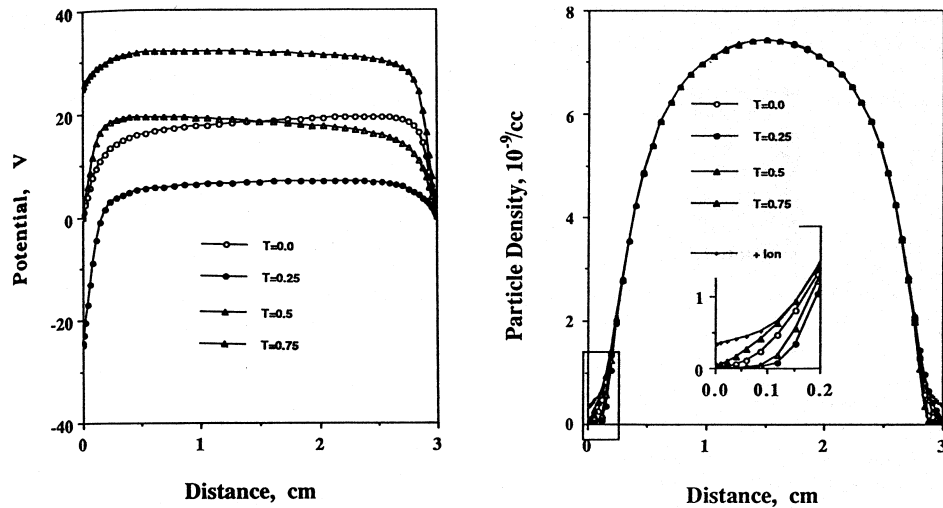 40
20
0
-20
-40
Potential, V
T=0.0
T=0.25
T=0.5
T=0.75
0
1
2
3
Distance, cm
8
6
4
2
0
Particle Density, 10⁻⁹/cc
T=0.0
T=0.25
T=0.5
T=0.75
+ Ion
1
0
0.0
0.1
0.2
0
1
2
3
Distance, cm